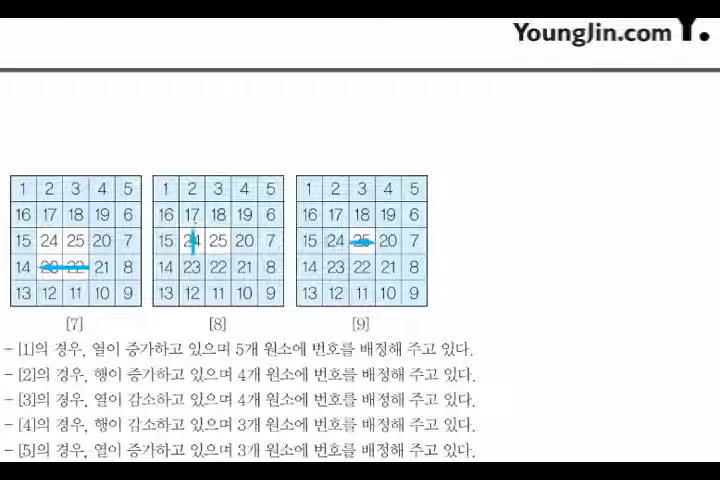 YoungJin.com Y.
1 2 3 4 5 1 2 3 4 5 1 2 3 4 5
16 17 18 19 6 16 17 18 19 6 16 17 18 19 6
15 24 25 20 7 15 24 25 20 7 15 24 25 20 7
14 23 22 21 8 14 23 22 21 8 14 23 22 21 8
13 12 11 10 9 13 12 11 10 9 13 12 11 10 9
[7] [8] [9]
- [1]의 경우, 열이 증가하고 있으며 5개 원소에 번호를 배정해 주고 있다.
- [2]의 경우, 행이 증가하고 있으며 4개 원소에 번호를 배정해 주고 있다.
- [3]의 경우, 열이 감소하고 있으며 4개 원소에 번호를 배정해 주고 있다.
- [4]의 경우, 행이 감소하고 있으며 3개 원소에 번호를 배정해 주고 있다.
- [5]의 경우, 열이 증가하고 있으며 3개 원소에 번호를 배정해 주고 있다.